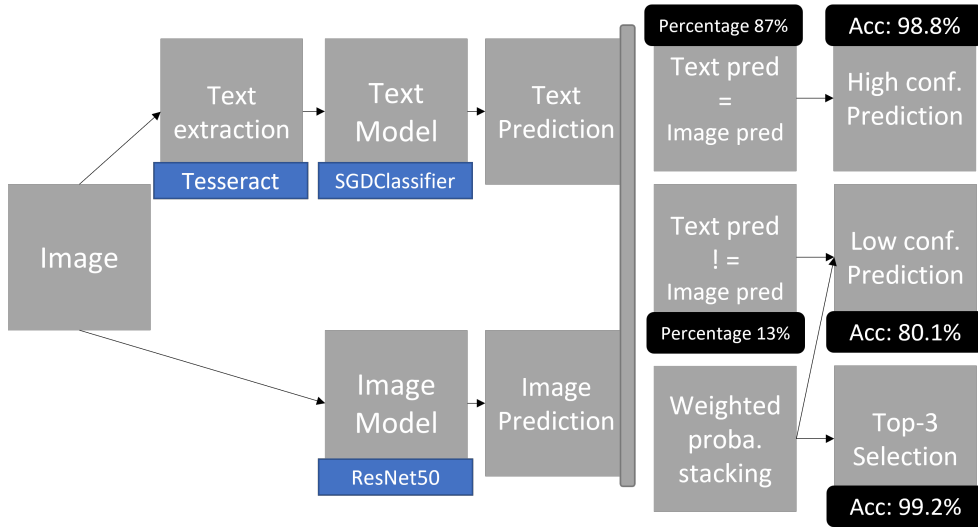 Image
Text
extraction
Tesseract
Text
Model
SGDClassifier
Text
Prediction
Image
Model
ResNet50
Image
Prediction
Percentage 87%
Text pred
=
Image pred
Acc: 98.8%
High conf.
Prediction
Text pred
! =
Image pred
Percentage 13%
Low conf.
Prediction
Acc: 80.1%
Weighted
proba.
stacking
Top-3
Selection
Acc: 99.2%